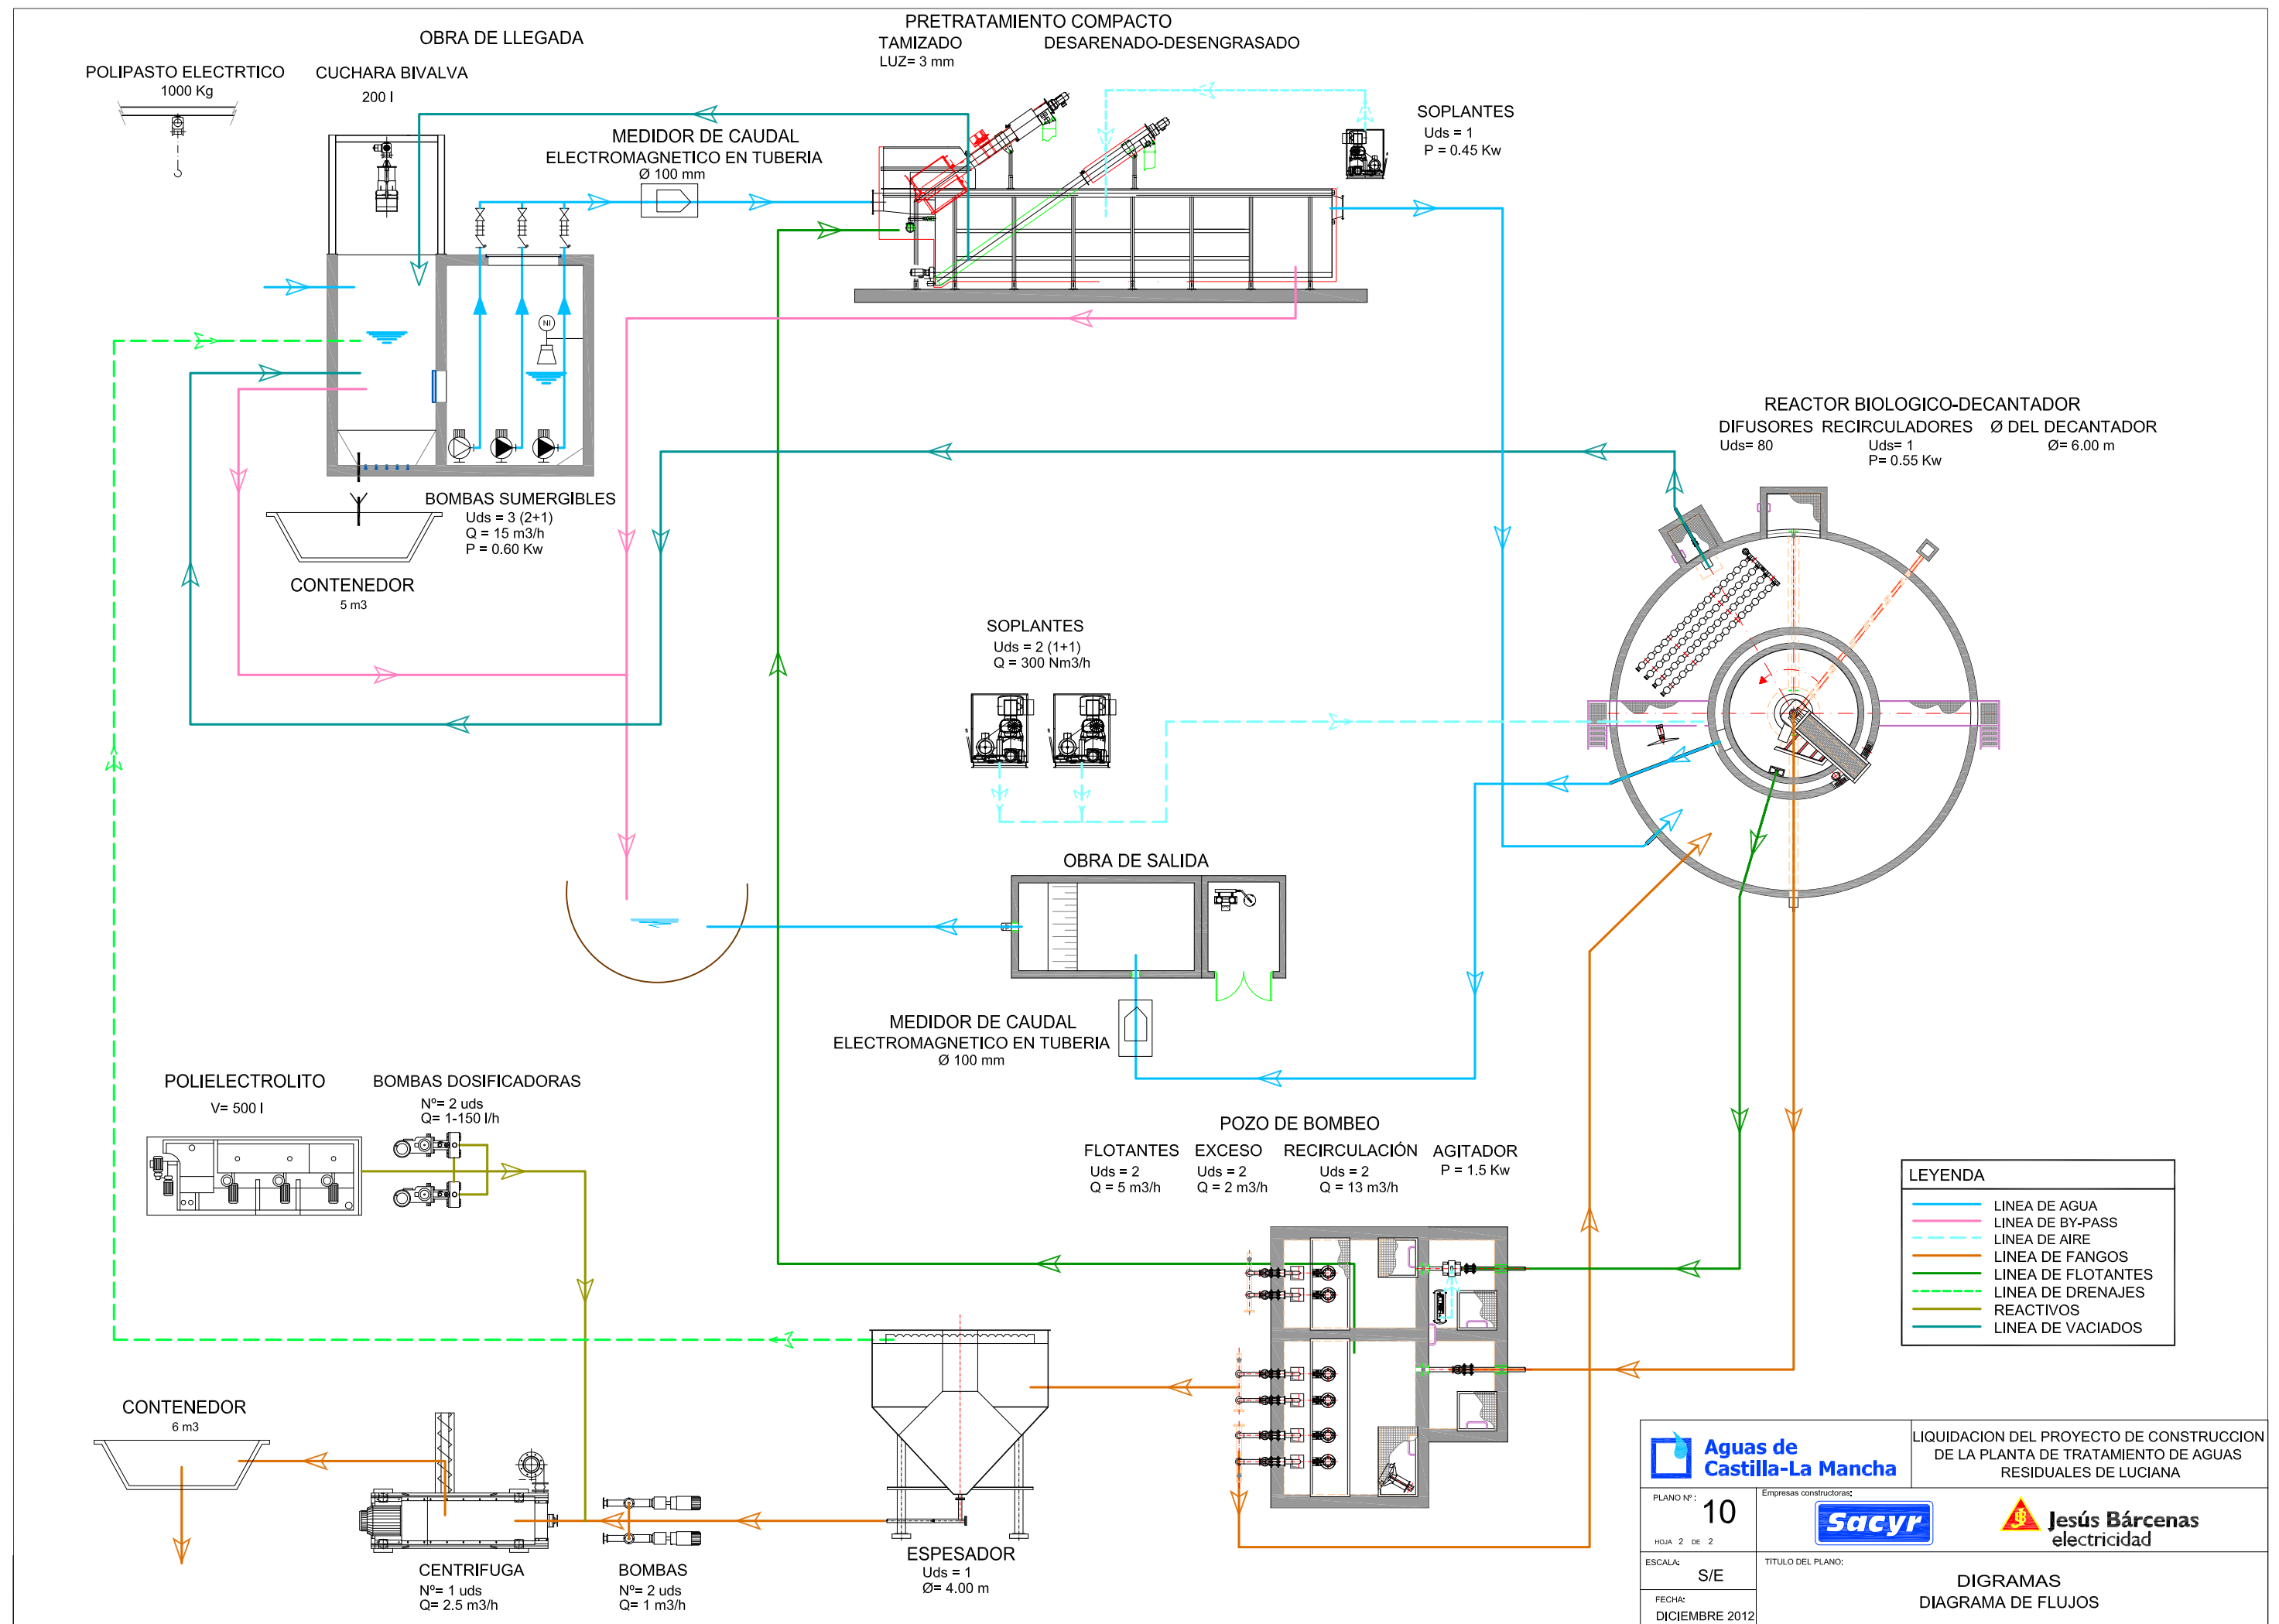 OBRA DE LLEGADA
POLIPASTO ELECTRTICO
1000 Kg
CUCHARA BIVALVA
200 l
PRETRATAMIENTO COMPACTO
TAMIZADO
LUZ= 3 mm
DESARENADO-DESENGRASADO
MEDIDOR DE CAUDAL
ELECTROMAGNETICO EN TUBERIA
Ø 100 mm
SOPLANTES
Uds = 1
P = 0.45 Kw
NI
BOMBAS SUMERGIBLES
Uds = 3 (2+1)
Q = 15 m3/h
P = 0.60 Kw
CONTENEDOR
5 m3
REACTOR BIOLOGICO-DECANTADOR
DIFUSORES RECIRCULADORES Ø DEL DECANTADOR
Uds= 80
Uds= 1
P= 0.55 Kw
Ø= 6.00 m
SOPLANTES
Uds = 2 (1+1)
Q = 300 Nm3/h
OBRA DE SALIDA
MEDIDOR DE CAUDAL
ELECTROMAGNETICO EN TUBERIA
Ø 100 mm
POLIELECTROLITO
V= 500 l
BOMBAS DOSIFICADORAS
Nº= 2 uds
Q= 1-150 l/h
POZO DE BOMBEO
FLOTANTES
Uds = 2
Q = 5 m3/h
EXCESO
Uds = 2
Q = 2 m3/h
RECIRCULACIÓN
Uds = 2
Q = 13 m3/h
AGITADOR
P = 1.5 Kw
LEYENDA
LINEA DE AGUA
LINEA DE BY-PASS
LINEA DE AIRE
LINEA DE FANGOS
LINEA DE FLOTANTES
LINEA DE DRENAJES
REACTIVOS
LINEA DE VACIADOS
CONTENEDOR
6 m3
CENTRIFUGA
Nº= 1 uds
Q= 2.5 m3/h
BOMBAS
Nº= 2 uds
Q= 1 m3/h
ESPESADOR
Uds = 1
Ø= 4.00 m
Aguas de
Castilla-La Mancha
LIQUIDACION DEL PROYECTO DE CONSTRUCCION
DE LA PLANTA DE TRATAMIENTO DE AGUAS
RESIDUALES DE LUCIANA
PLANO Nº: 10
HOJA 2 DE 2
Empresas constructoras:
Sacyr
JB
Jesús Bárcenas
electricidad
ESCALA:
S/E
FECHA:
DICIEMBRE 2012
TITULO DEL PLANO:
DIGRAMAS
DIAGRAMA DE FLUJOS